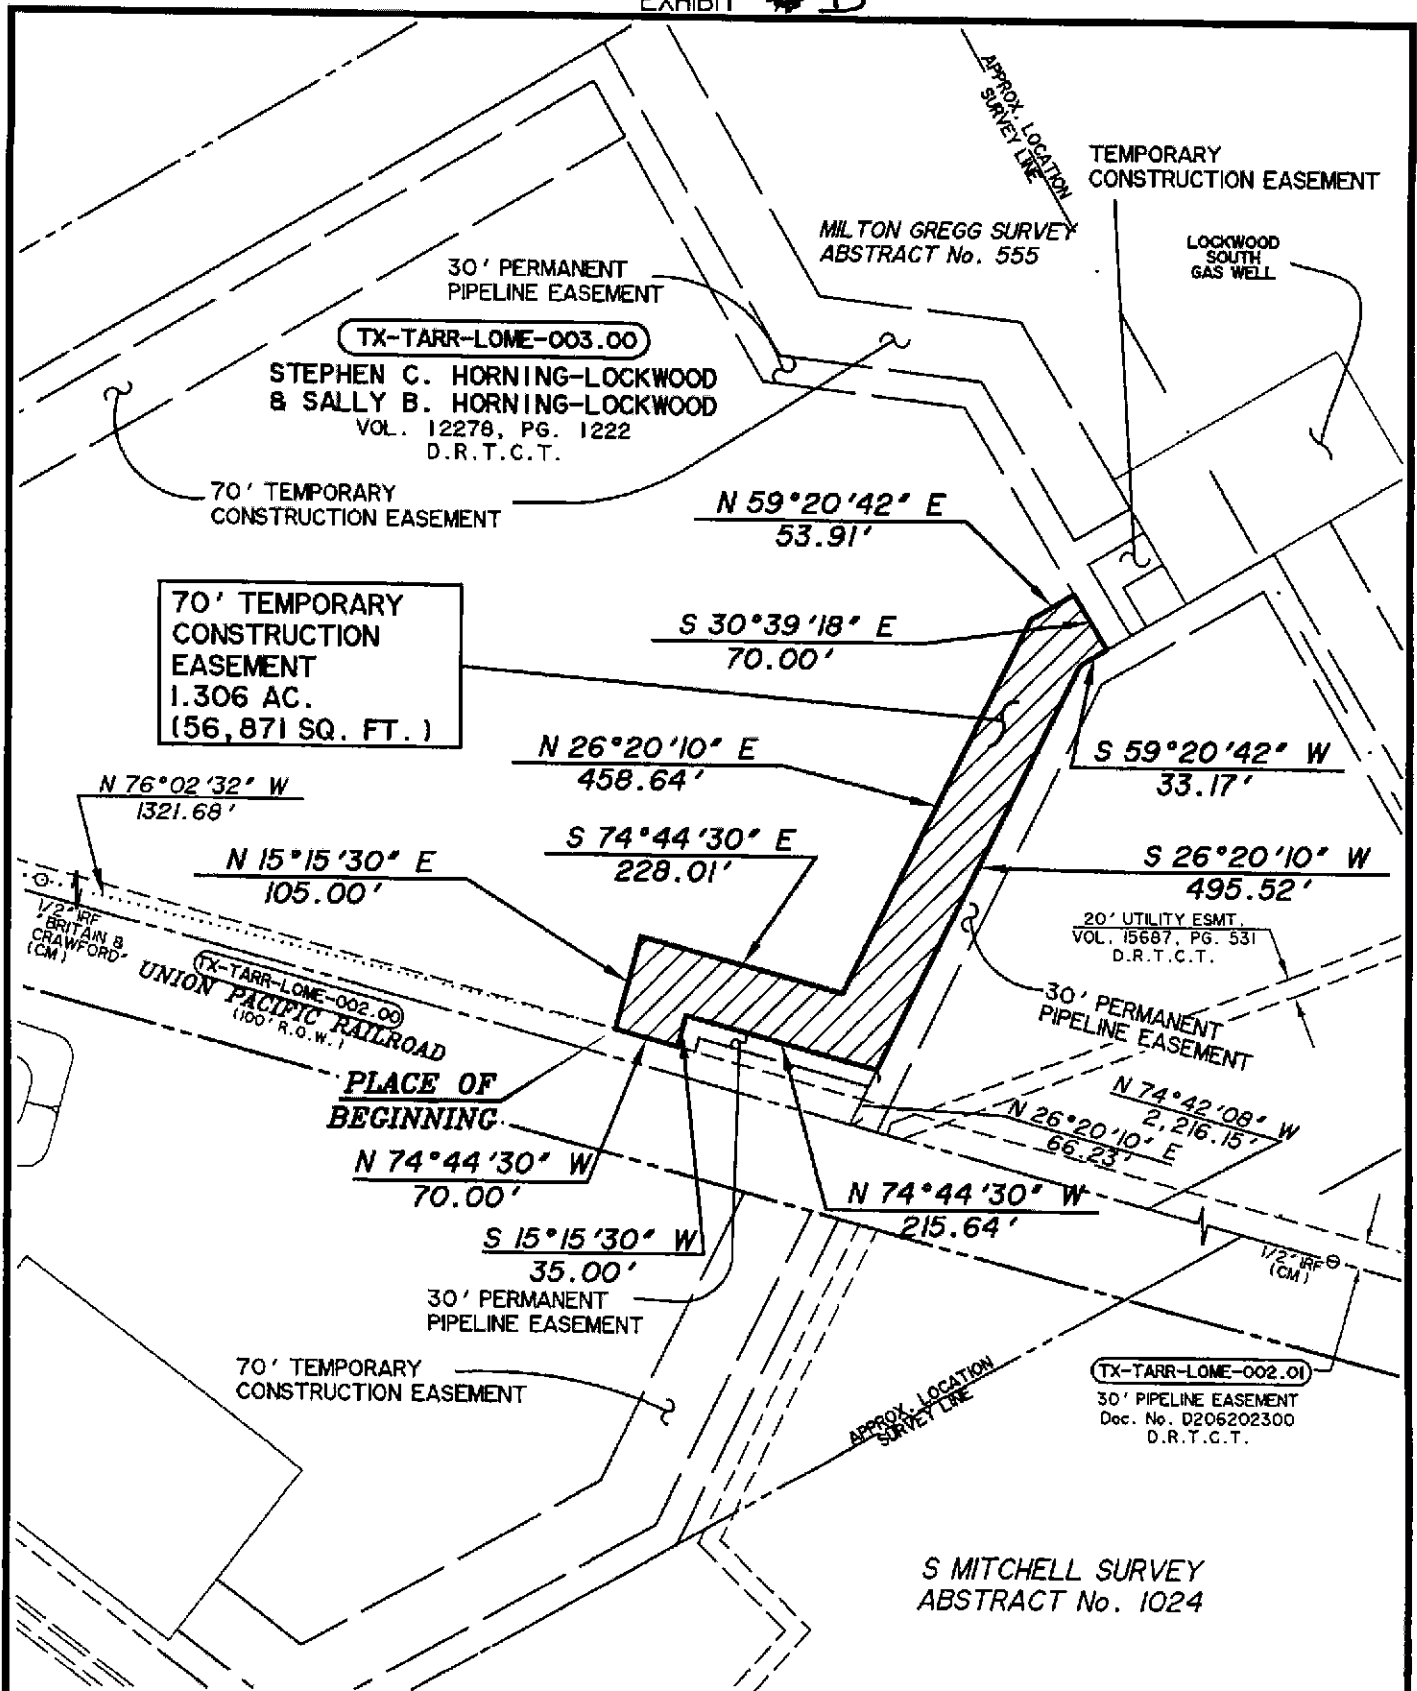 EXHIBIT B
APPROX. LOCATION
SURVEY LINE
TEMPORARY
CONSTRUCTION EASEMENT
MILTON GREGG SURVEY
ABSTRACT No. 555
LOCKWOOD
SOUTH
GAS WELL
30' PERMANENT
PIPELINE EASEMENT
TX-TARR-LOME-003.00
STEPHEN C. HORNING-LOCKWOOD
& SALLY B. HORNING-LOCKWOOD
VOL. 12278, PG. 1222
D.R.T.C.T.
70' TEMPORARY
CONSTRUCTION EASEMENT
N 59°20'42" E
53.91'
70' TEMPORARY
CONSTRUCTION
EASEMENT
1.306 AC.
(56,871 SQ. FT.)
S 30°39'18" E
70.00'
N 26°20'10" E
458.64'
S 59°20'42" W
33.17'
N 76°02'32" W
1321.68'
S 74°44'30" E
228.01'
N 15°15'30" E
105.00'
S 26°20'10" W
495.52'
20' UTILITY ESMT.
VOL. 15687, PG. 531
D.R.T.C.T.
1/2" IRF
"BRITAIN &
CRAWFORD"
(CM)
TX-TARR-LOME-002.00
UNION PACIFIC RAILROAD
(100' R.O.W.)
30' PERMANENT
PIPELINE EASEMENT
PLACE OF
BEGINNING
N 74°42'08" W
2,216.15'
N 26°20'10" E
66.23'
N 74°44'30" W
70.00'
N 74°44'30" W
215.64'
S 15°15'30" W
35.00'
1/2" IRF
(CM)
30' PERMANENT
PIPELINE EASEMENT
70' TEMPORARY
CONSTRUCTION EASEMENT
APPROX. LOCATION
SURVEY LINE
TX-TARR-LOME-002.01
30' PIPELINE EASEMENT
Doc. No. D206202300
D.R.T.C.T.
S MITCHELL SURVEY
ABSTRACT No. 1024